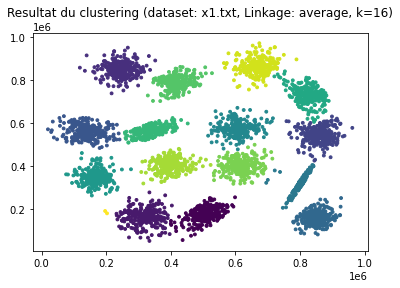 Resultat du clustering (dataset: x1.txt, Linkage: average, k=16)
1e6
1.0
0.8
0.6
0.4
0.2
0.0 0.2 0.4 0.6 0.8 1.0
1e6